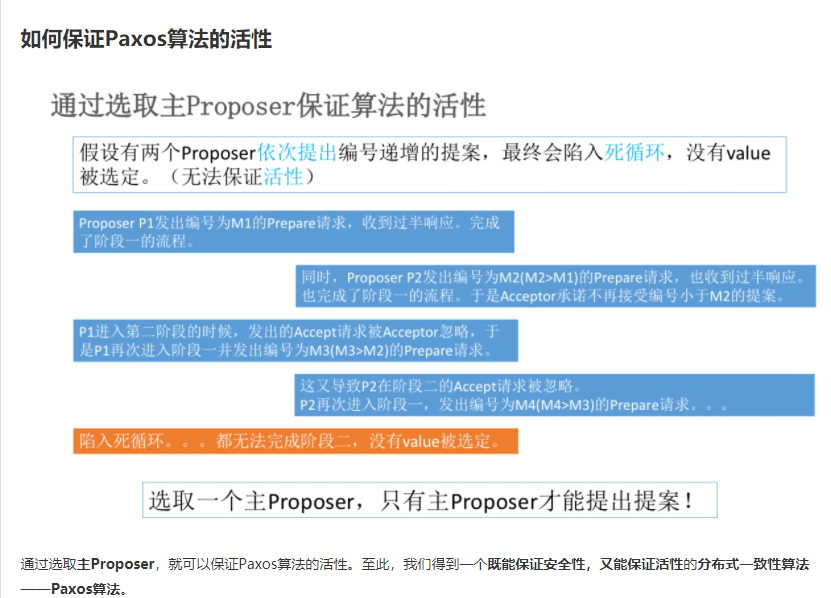 如何保证Paxos算法的活性
通过选取主Proposer保证算法的活性
假设有两个Proposer依次提出编号递增的提案，最终会陷入死循环，没有value
被选定。（无法保证活性）
Proposer P1发出编号为M1的Prepare请求，收到过半响应。完成
了阶段一的流程。
同时，Proposer P2发出编号为M2(M2>M1)的Prepare请求，也收到过半响应。
也完成了阶段一的流程。于是Acceptor承诺不再接受编号小于M2的提案。
P1进入第二阶段的时候，发出的Accept请求被Acceptor忽略，于
是P1再次进入阶段一并发出编号为M3(M3>M2)的Prepare请求。
这又导致P2在阶段二的Accept请求被忽略。
P2再次进入阶段一，发出编号为M4(M4>M3)的Prepare请求。。。
陷入死循环。。。都无法完成阶段二，没有value被选定。
选取一个主Proposer，只有主Proposer才能提出提案！
通过选取主Proposer，就可以保证Paxos算法的活性。至此，我们得到一个既能保证安全性，又能保证活性的分布式一致性算法
——Paxos算法。